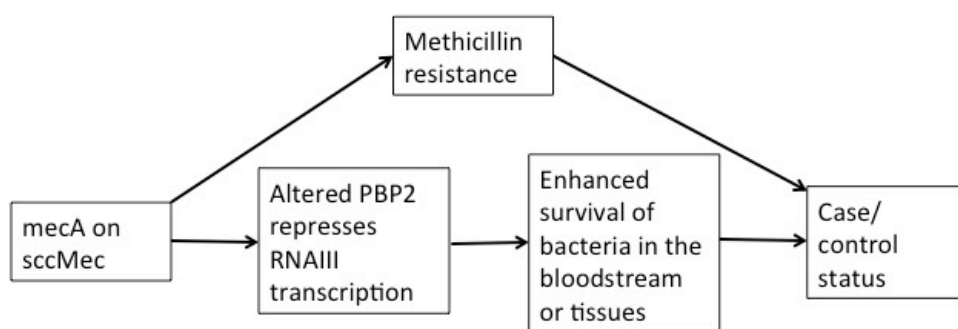 Methicillin
resistance
mecA on
sccMec
Altered PBP2
represses
RNAIII
transcription
Enhanced
survival of
bacteria in the
bloodstream
or tissues
Case/
control
status